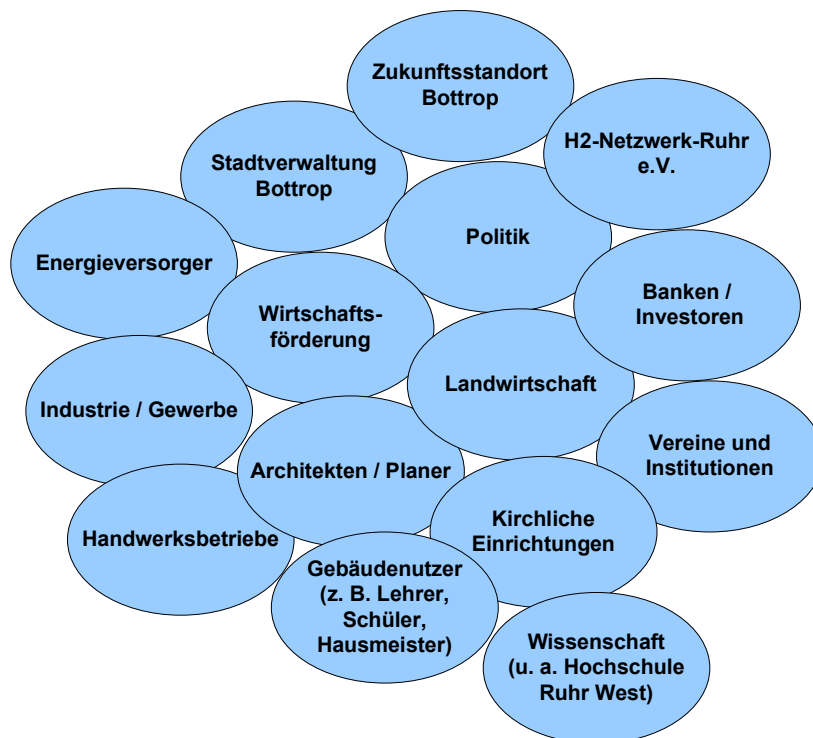 Zukunftsstandort
Bottrop
H2-Netzwerk-Ruhr
e.V.
Stadtverwaltung
Bottrop
Politik
Energieversorger
Banken /
Investoren
Wirtschafts-
förderung
Landwirtschaft
Industrie / Gewerbe
Vereine und
Institutionen
Architekten / Planer
Kirchliche
Einrichtungen
Handwerksbetriebe
Gebäudenutzer
(z. B. Lehrer,
Schüler,
Hausmeister)
Wissenschaft
(u. a. Hochschule
Ruhr West)